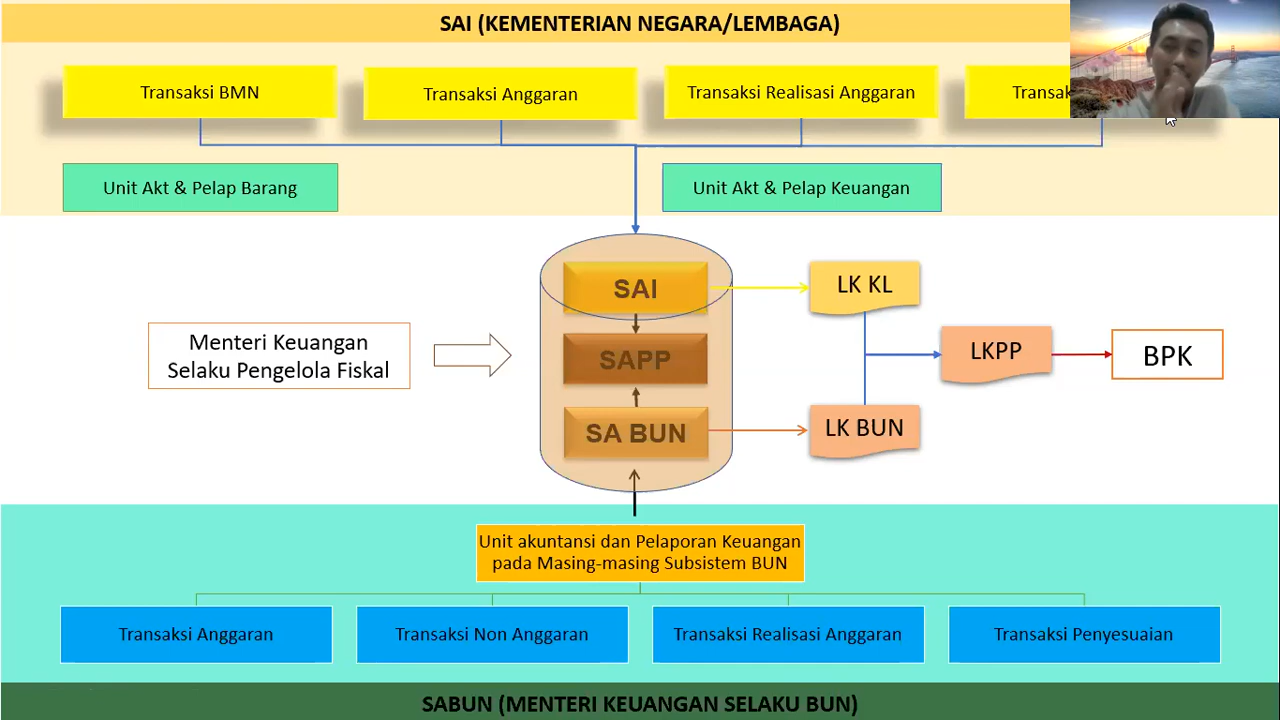 SAI (KEMENTERIAN NEGARA/LEMBAGA)
Transaksi BMN
Transaksi Anggaran
Transaksi Realisasi Anggaran
Unit Akt & Pelap Barang
Unit Akt & Pelap Keuangan
SAI
LK KL
Menteri Keuangan
Selaku Pengelola Fiskal
SAPP
LKPP
BPK
SA BUN
LK BUN
Unit akuntansi dan Pelaporan Keuangan
pada Masing-masing Subsistem BUN
Transaksi Anggaran
Transaksi Non Anggaran
Transaksi Realisasi Anggaran
Transaksi Penyesuaian
SABUN (MENTERI KEUANGAN SELAKU BUN)